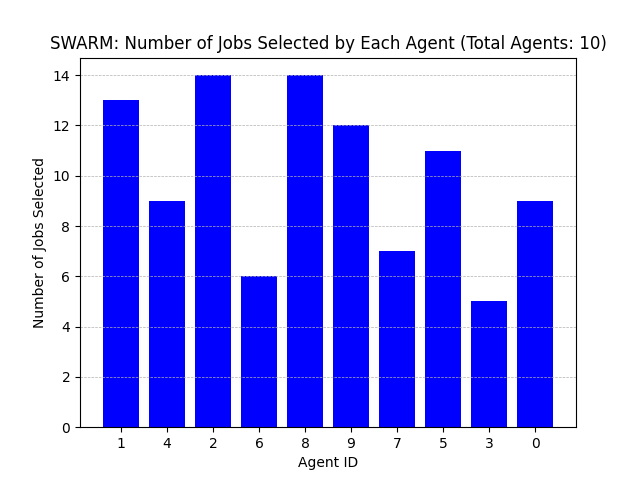 SWARM: Number of Jobs Selected by Each Agent (Total Agents: 10)
14
12
10
8
6
4
2
0
Number of Jobs Selected
1 4 2 6 8 9 7 5 3 0
Agent ID